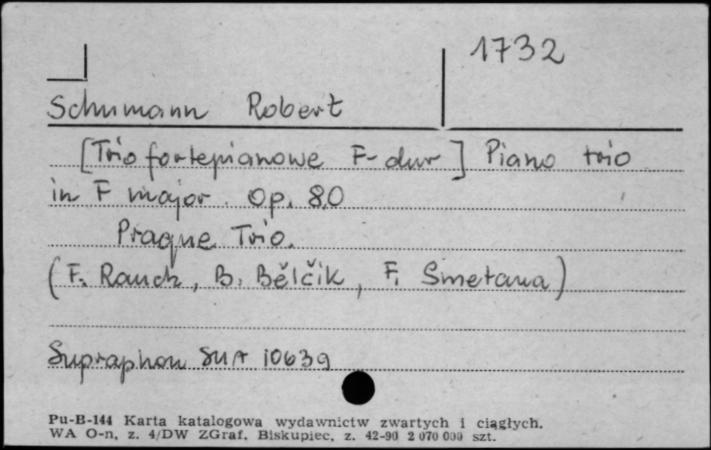 1732
Schumann Robert
[Trio fortepianowe F-dur] Piano trio
in F major. Op. 80
Prague Trio.
(F. Rauch, B. Bělčik, F. Smetana)
Supraphon SUA 10639
Pu-B-144 Karta katalogowa wydawnictw zwartych i ciągłych.
WA O-n, z. 4/DW ZGraf. Biskupiec, z. 42-90 2 070 000 szt.